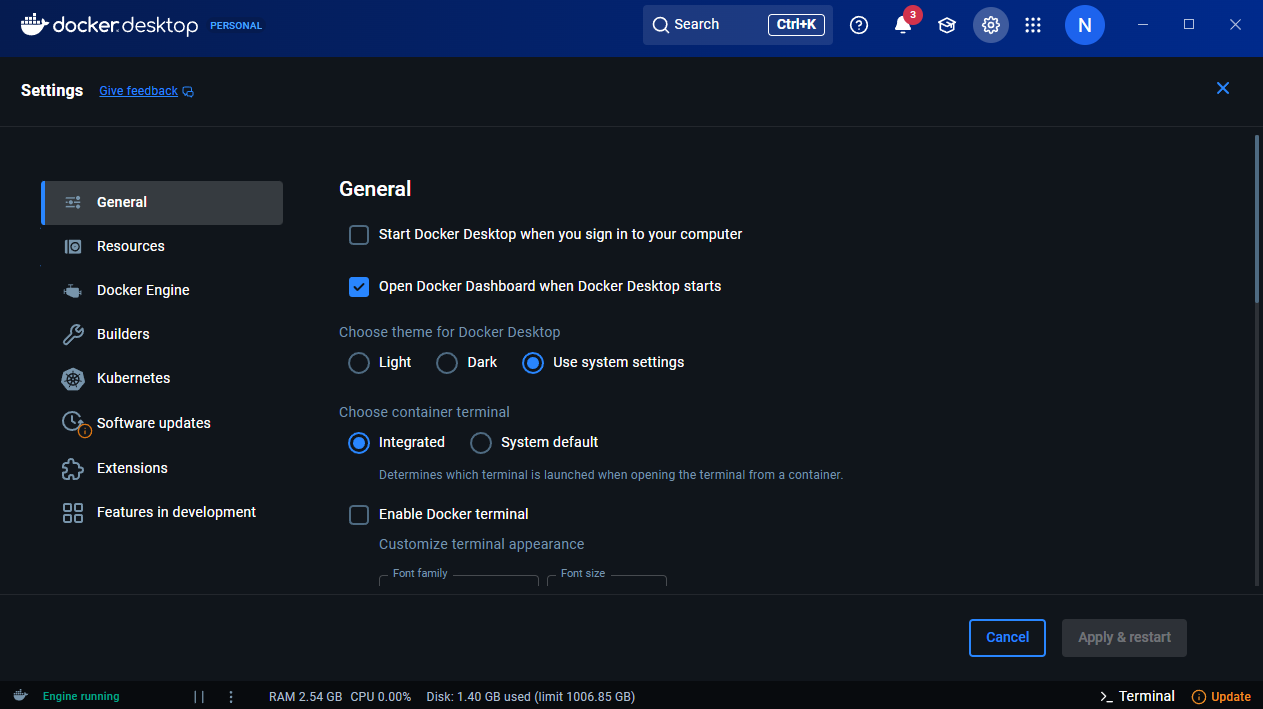 docker.desktop PERSONAL Search Ctrl+K 3 N
Settings Give feedback
General
Resources
Docker Engine
Builders
Kubernetes
Software updates
Extensions
Features in development
General
Start Docker Desktop when you sign in to your computer
Open Docker Dashboard when Docker Desktop starts
Choose theme for Docker Desktop
Light Dark Use system settings
Choose container terminal
Integrated System default
Determines which terminal is launched when opening the terminal from a container.
Enable Docker terminal
Customize terminal appearance
Font family Font size
Cancel Apply & restart
Engine running RAM 2.54 GB CPU 0.00% Disk: 1.40 GB used (limit 1006.85 GB) >_ Terminal Update